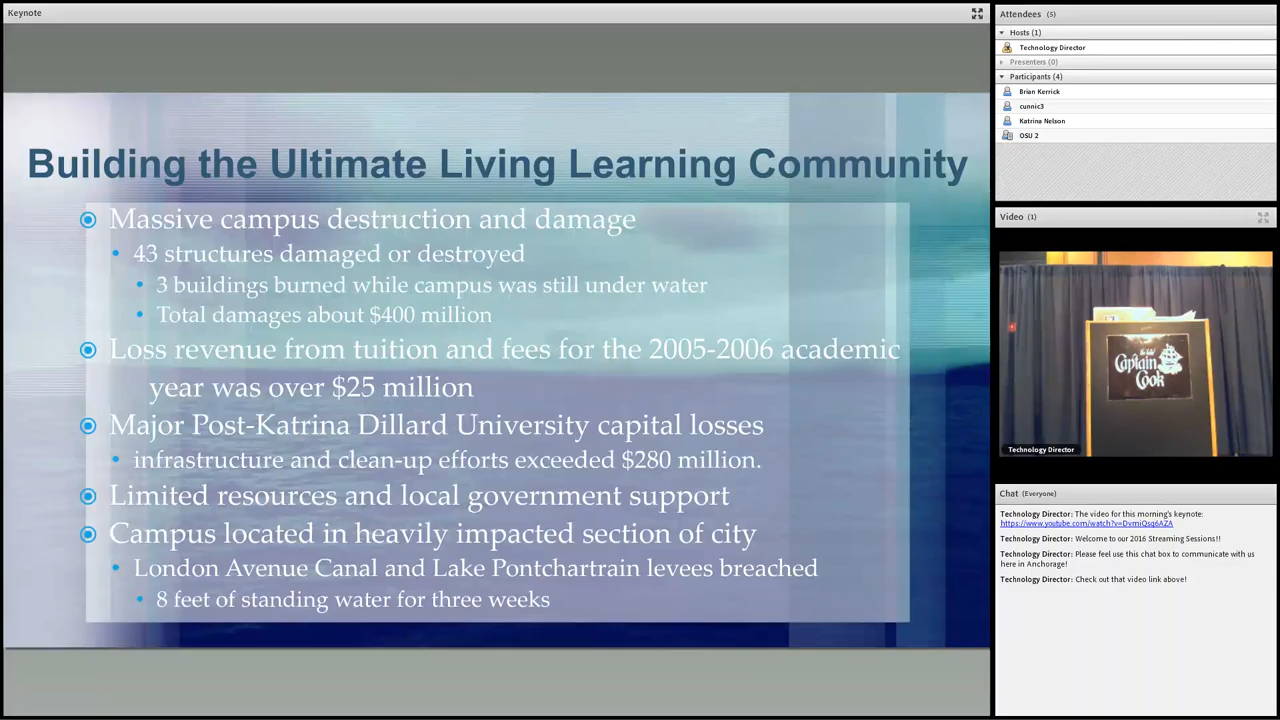 Keynote
Building the Ultimate Living Learning Community
Massive campus destruction and damage
43 structures damaged or destroyed
3 buildings burned while campus was still under water
Total damages about $400 million
Loss revenue from tuition and fees for the 2005-2006 academic
year was over $25 million
Major Post-Katrina Dillard University capital losses
infrastructure and clean-up efforts exceeded $280 million.
Limited resources and local government support
Campus located in heavily impacted section of city
London Avenue Canal and Lake Pontchartrain levees breached
8 feet of standing water for three weeks
Attendees (5)
Hosts (1)
Technology Director
Presenters (0)
Participants (4)
Brian Kerrick
cunnic3
Katrina Nelson
OSU 2
Video (1)
Captain
Cook
Technology Director
Chat (Everyone)
Technology Director: The video for this morning's keynote:
https://www.youtube.com/watch?v=DvmiQsq6AZA
Technology Director: Welcome to our 2016 Streaming Sessions!!
Technology Director: Please feel use this chat box to communicate with us
here in Anchorage!
Technology Director: Check out that video link above!